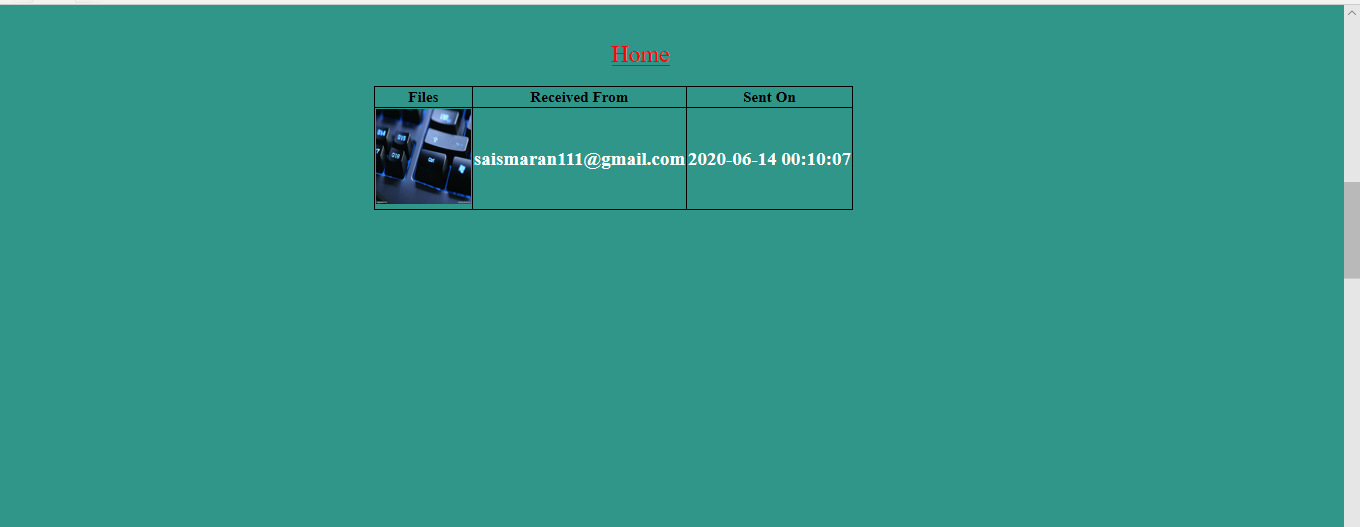 Home
Files Received From Sent On
saismaran111@gmail.com 2020-06-14 00:10:07